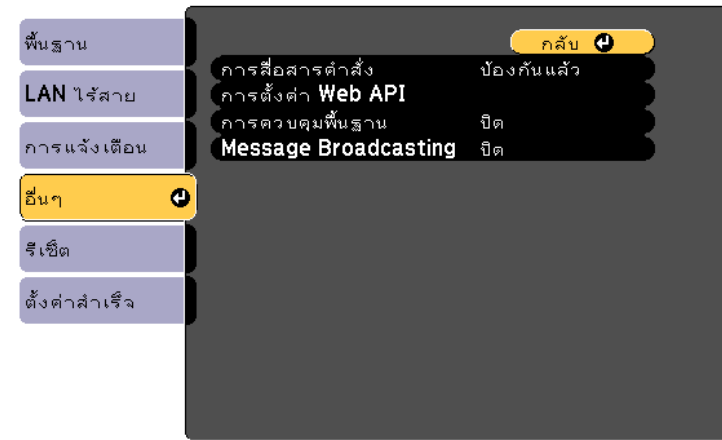 พื้นฐาน
LAN ไร้สาย
การแจ้งเตือน
อื่นๆ
รีเซ็ต
ตั้งค่าสำเร็จ
กลับ
การสื่อสารคำสั่ง ป้องกันแล้ว
การตั้งค่า Web API
การควบคุมพื้นฐาน ปิด
Message Broadcasting ปิด